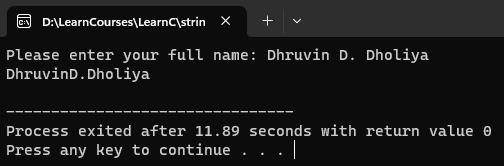 D:\LearnCourses\LearnC\strin
Please enter your full name: Dhruvin D. Dholiya
DhruvinD.Dholiya
--------------------------------
Process exited after 11.89 seconds with return value 0
Press any key to continue . . .